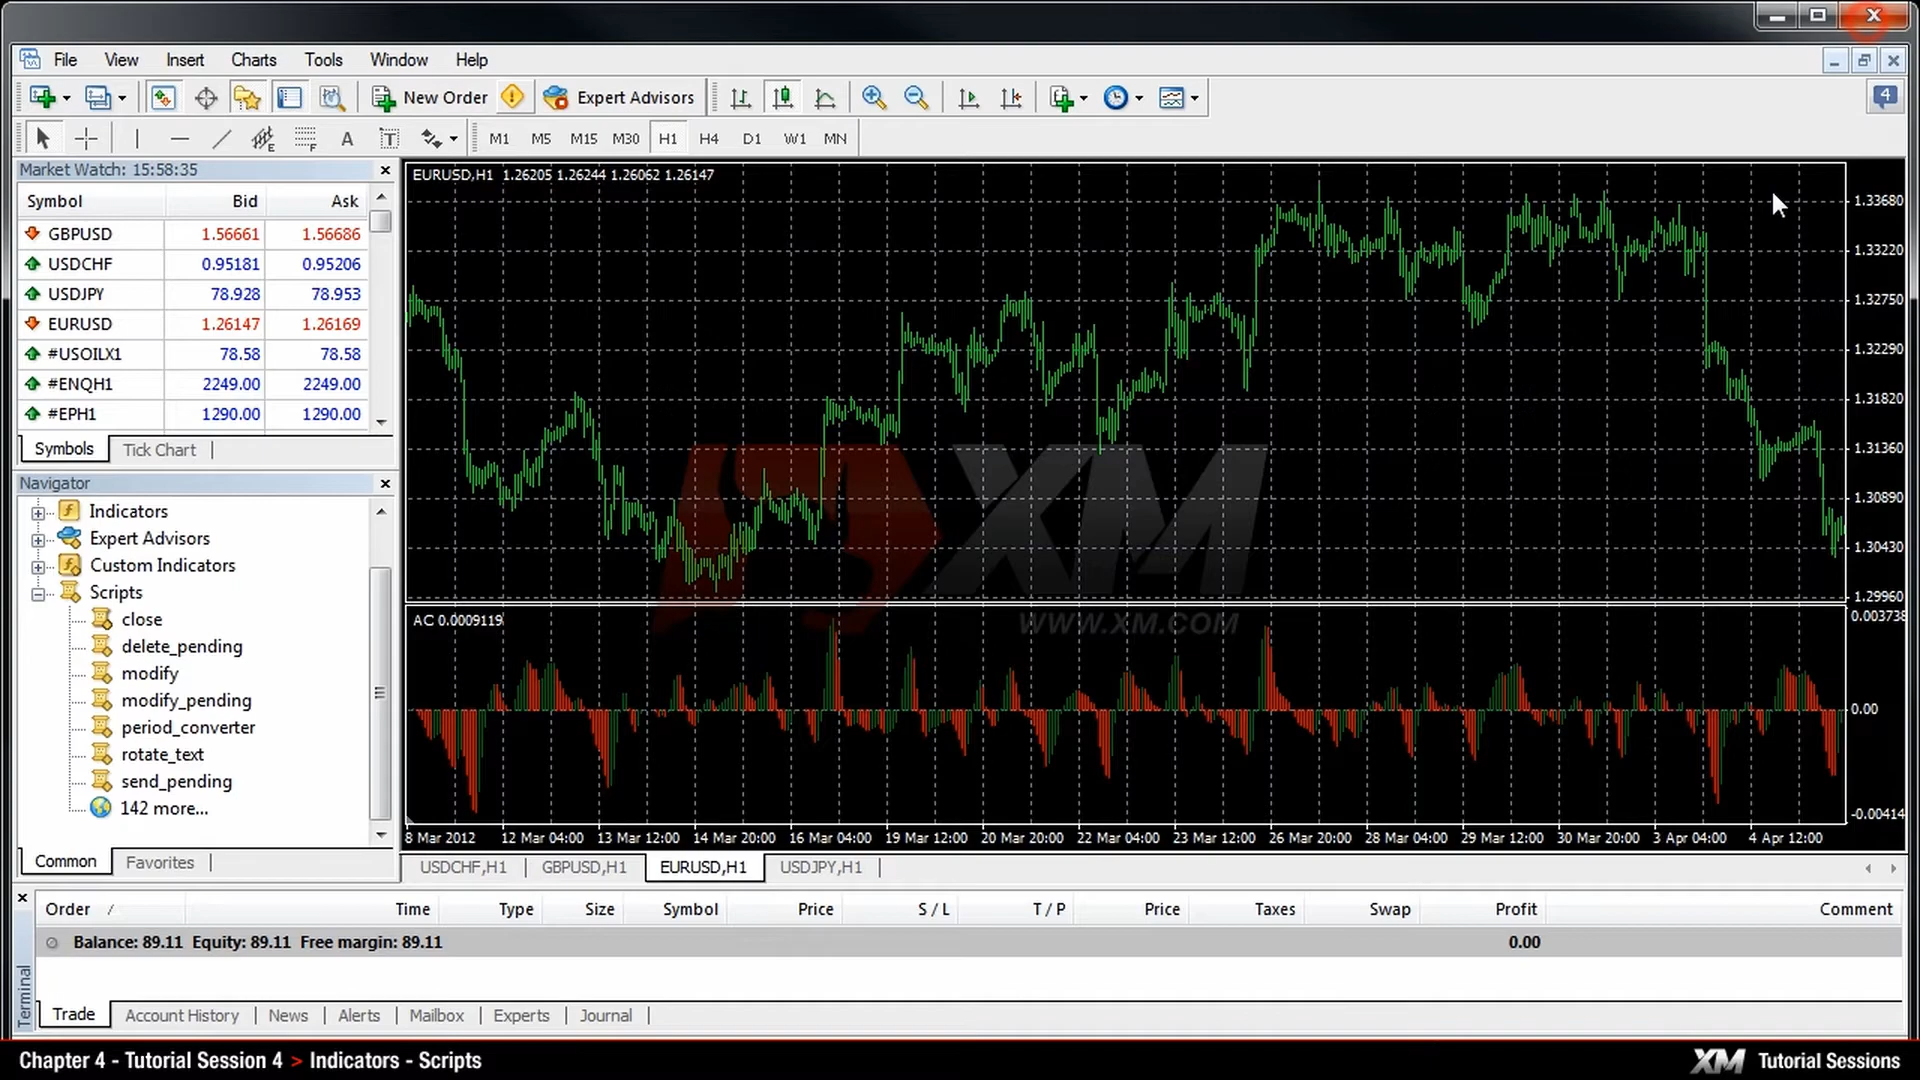 File View Insert Charts Tools Window Help
New Order Expert Advisors 4
A T M1 M5 M15 M30 H1 H4 D1 W1 MN
Market Watch: 15:58:35
Symbol Bid Ask
GBPUSD 1.56661 1.56686
USDCHF 0.95181 0.95206
USDJPY 78.928 78.953
EURUSD 1.26147 1.26169
#USOILX1 78.58 78.58
#ENQH1 2249.00 2249.00
#EPH1 1290.00 1290.00
Symbols Tick Chart
Navigator
Indicators
Expert Advisors
Custom Indicators
Scripts
close
delete_pending
modify
modify_pending
period_converter
rotate_text
send_pending
142 more...
Common Favorites
EURUSD,H1 1.26205 1.26244 1.26062 1.26147
1.33680
1.33220
1.32750
1.32290
1.31820
1.31360
1.30890
1.30430
1.29960
XM
WWW.XM.COM
AC 0.0009119
0.003738
0.00
-0.00414
8 Mar 2012 12 Mar 04:00 13 Mar 12:00 14 Mar 20:00 16 Mar 04:00 19 Mar 12:00 20 Mar 20:00 22 Mar 04:00 23 Mar 12:00 26 Mar 20:00 28 Mar 04:00 29 Mar 12:00 30 Mar 20:00 3 Apr 04:00 4 Apr 12:00
USDCHF,H1 GBPUSD,H1 EURUSD,H1 USDJPY,H1
Order / Time Type Size Symbol Price S / L T / P Price Taxes Swap Profit Comment
Balance: 89.11 Equity: 89.11 Free margin: 89.11 0.00
Terminal
Trade Account History News Alerts Mailbox Experts Journal
Chapter 4 - Tutorial Session 4 > Indicators - Scripts
XM Tutorial Sessions